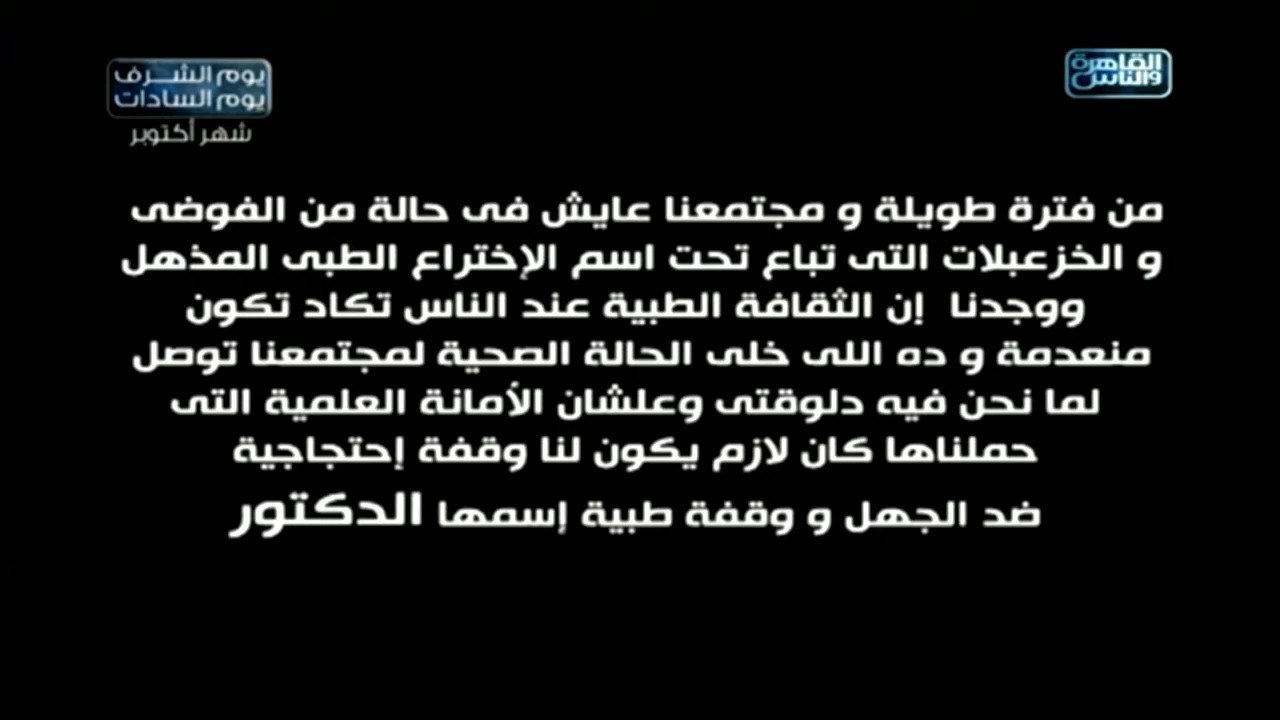 القاهرة
والناس
يوم الشرف
يوم السادات
شهر أكتوبر
من فترة طويلة و مجتمعنا عايش فى حالة من الفوضى
و الخزعبلات التى تباع تحت اسم الإختراع الطبى المذهل
ووجدنا إن الثقافة الطبية عند الناس تكاد تكون
منعدمة و ده اللى خلى الحالة الصحية لمجتمعنا توصل
لما نحن فيه دلوقتى وعلشان الأمانة العلمية التى
حملناها كان لازم يكون لنا وقفة إحتجاجية
ضد الجهل و وقفة طبية إسمها الدكتور